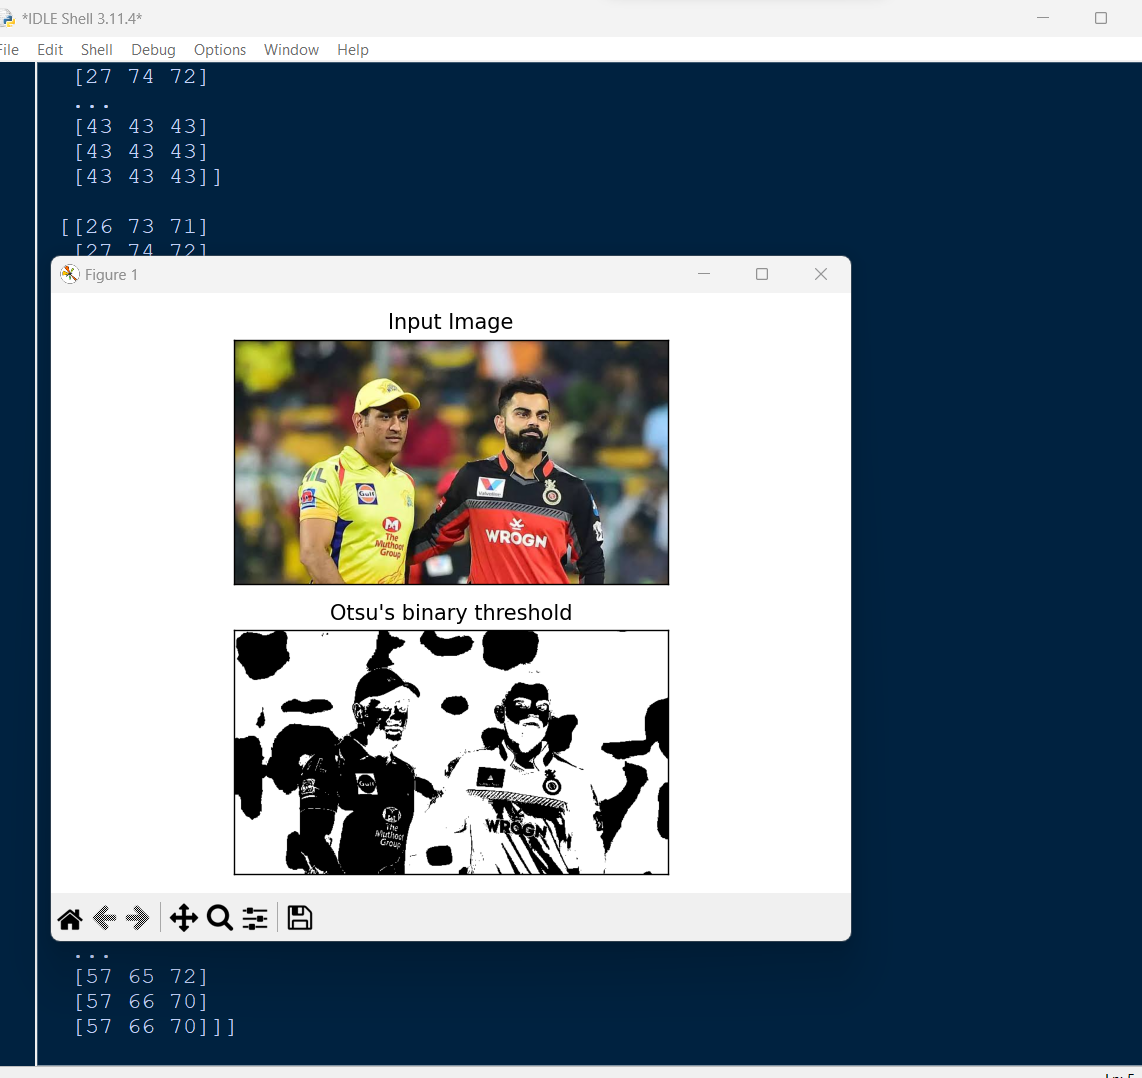 *IDLE Shell 3.11.4*
File Edit Shell Debug Options Window Help
[27 74 72]
...
[43 43 43]
[43 43 43]
[43 43 43]]
[[26 73 71]
[27 74 72]
Figure 1
Input Image
Gulf
M
The
Muthoot
Group
Valvoline
WROGN
Otsu's binary threshold
Gulf
The
Muthoot
Group
WROGN
...
[57 65 72]
[57 66 70]
[57 66 70]]]